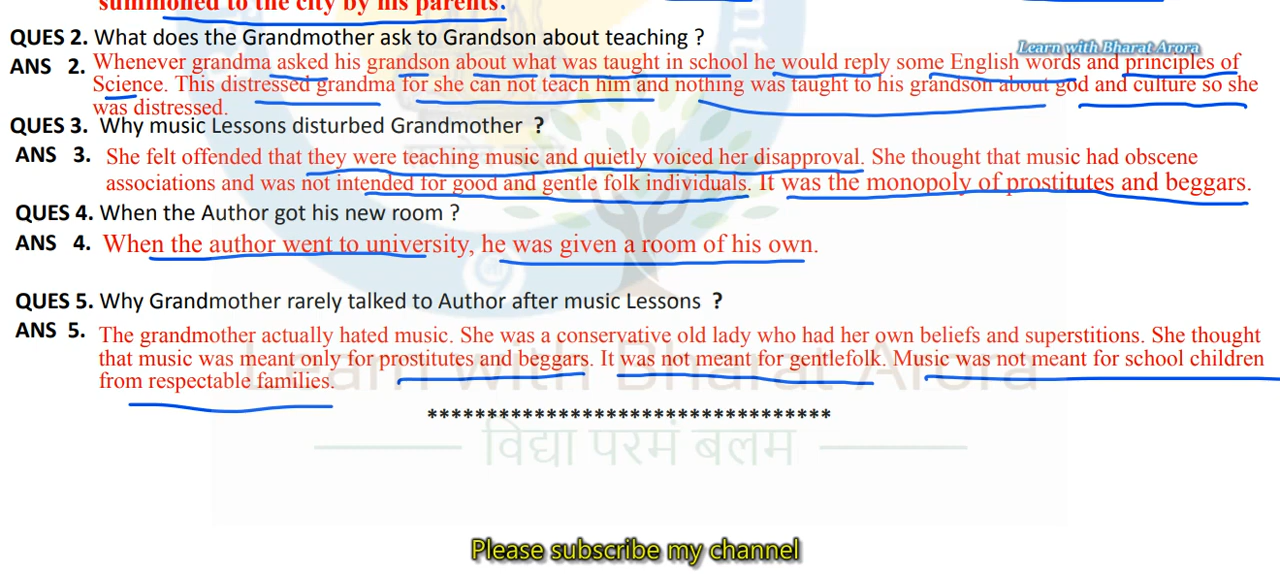 summoned to the city by his parents.
QUES 2. What does the Grandmother ask to Grandson about teaching ?
Learn with Bharat Arora
ANS 2. Whenever grandma asked his grandson about what was taught in school he would reply some English words and principles of
Science. This distressed grandma for she can not teach him and nothing was taught to his grandson about god and culture so she
was distressed.
QUES 3. Why music Lessons disturbed Grandmother ?
ANS 3. She felt offended that they were teaching music and quietly voiced her disapproval. She thought that music had obscene
associations and was not intended for good and gentle folk individuals. It was the monopoly of prostitutes and beggars.
QUES 4. When the Author got his new room ?
ANS 4. When the author went to university, he was given a room of his own.
QUES 5. Why Grandmother rarely talked to Author after music Lessons ?
ANS 5. The grandmother actually hated music. She was a conservative old lady who had her own beliefs and superstitions. She thought
that music was meant only for prostitutes and beggars. It was not meant for gentlefolk. Music was not meant for school children
from respectable families.
Learn with Bharat Arora
*********************************
विद्या परमं बलम
Please subscribe my channel